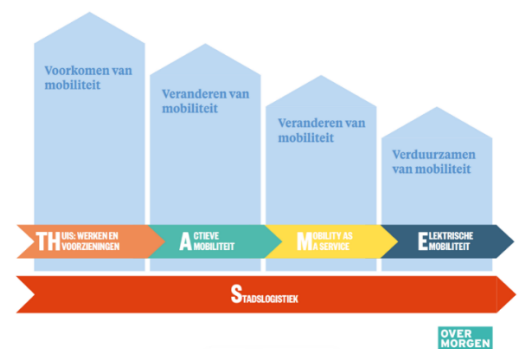 Voorkomen van
mobiliteit
Veranderen van
mobiliteit
Veranderen van
mobiliteit
Verduurzamen
van mobiliteit
THUIS: WERKEN EN
VOORZIENINGEN
ACTIEVE
MOBILITEIT
MOBILITY AS
A SERVICE
ELEKTRISCHE
MOBILITEIT
STADSLOGISTIEK
OVER
MORGEN